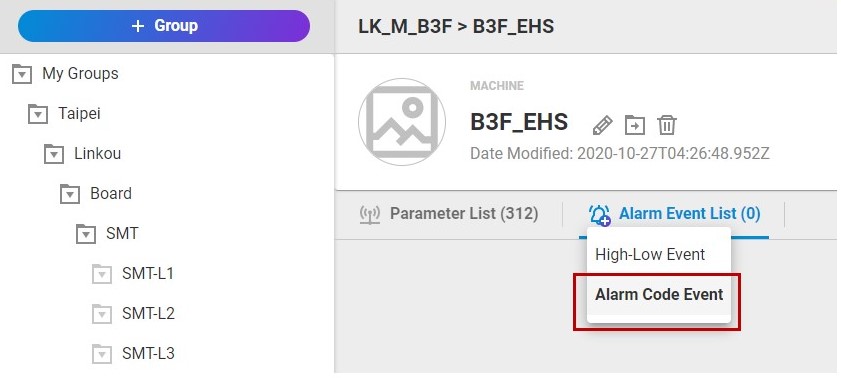 + Group
My Groups
Taipei
Linkou
Board
SMT
SMT-L1
SMT-L2
SMT-L3
LK_M_B3F > B3F_EHS
MACHINE
B3F_EHS
Date Modified: 2020-10-27T04:26:48.952Z
Parameter List (312)
Alarm Event List (0)
High-Low Event
Alarm Code Event